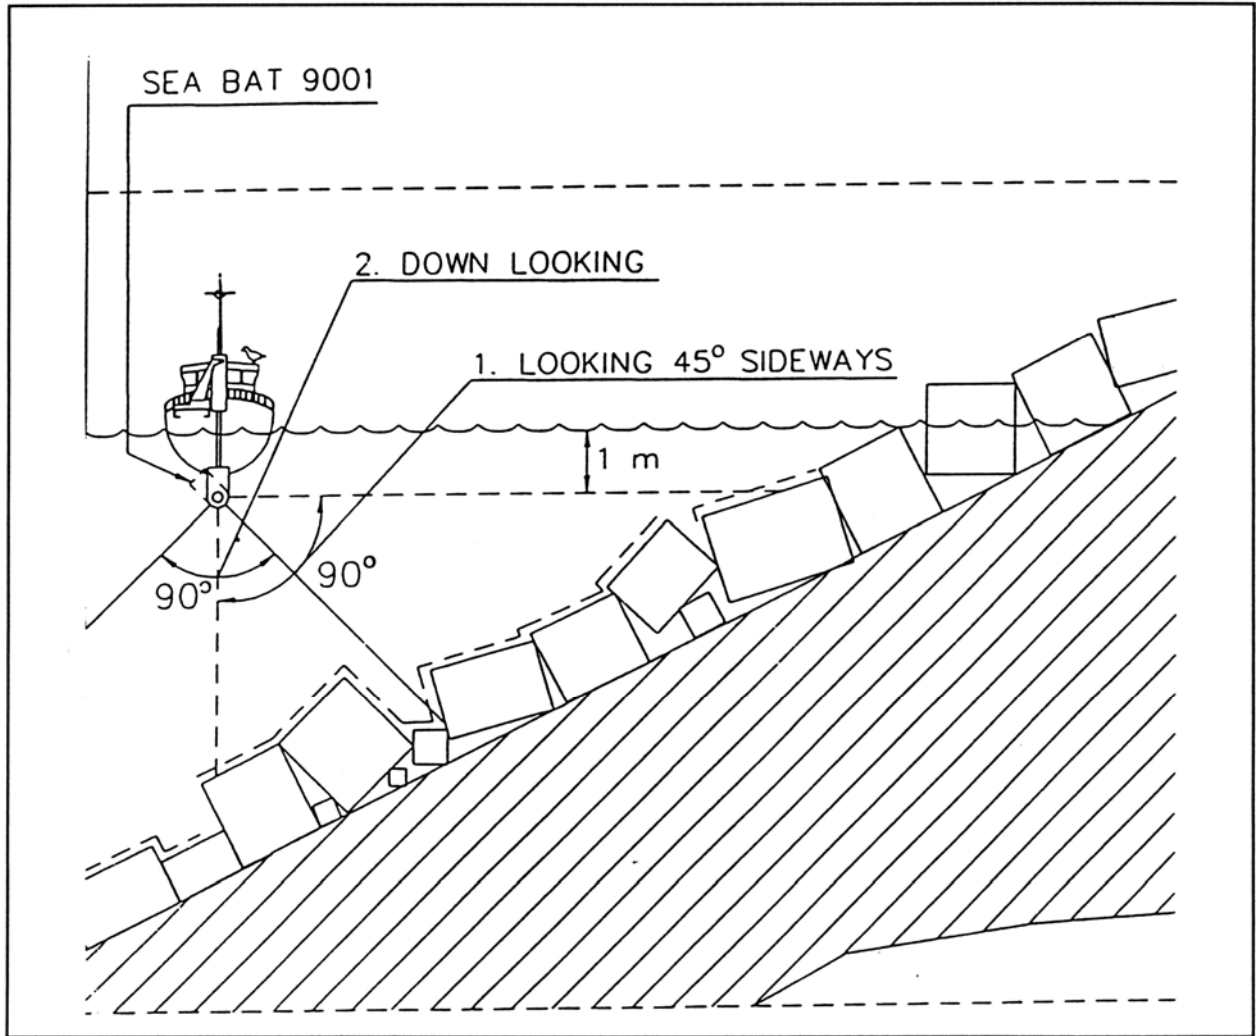 SEA BAT 9001
2. DOWN LOOKING
1. LOOKING 45° SIDEWAYS
1 m
90°
90°